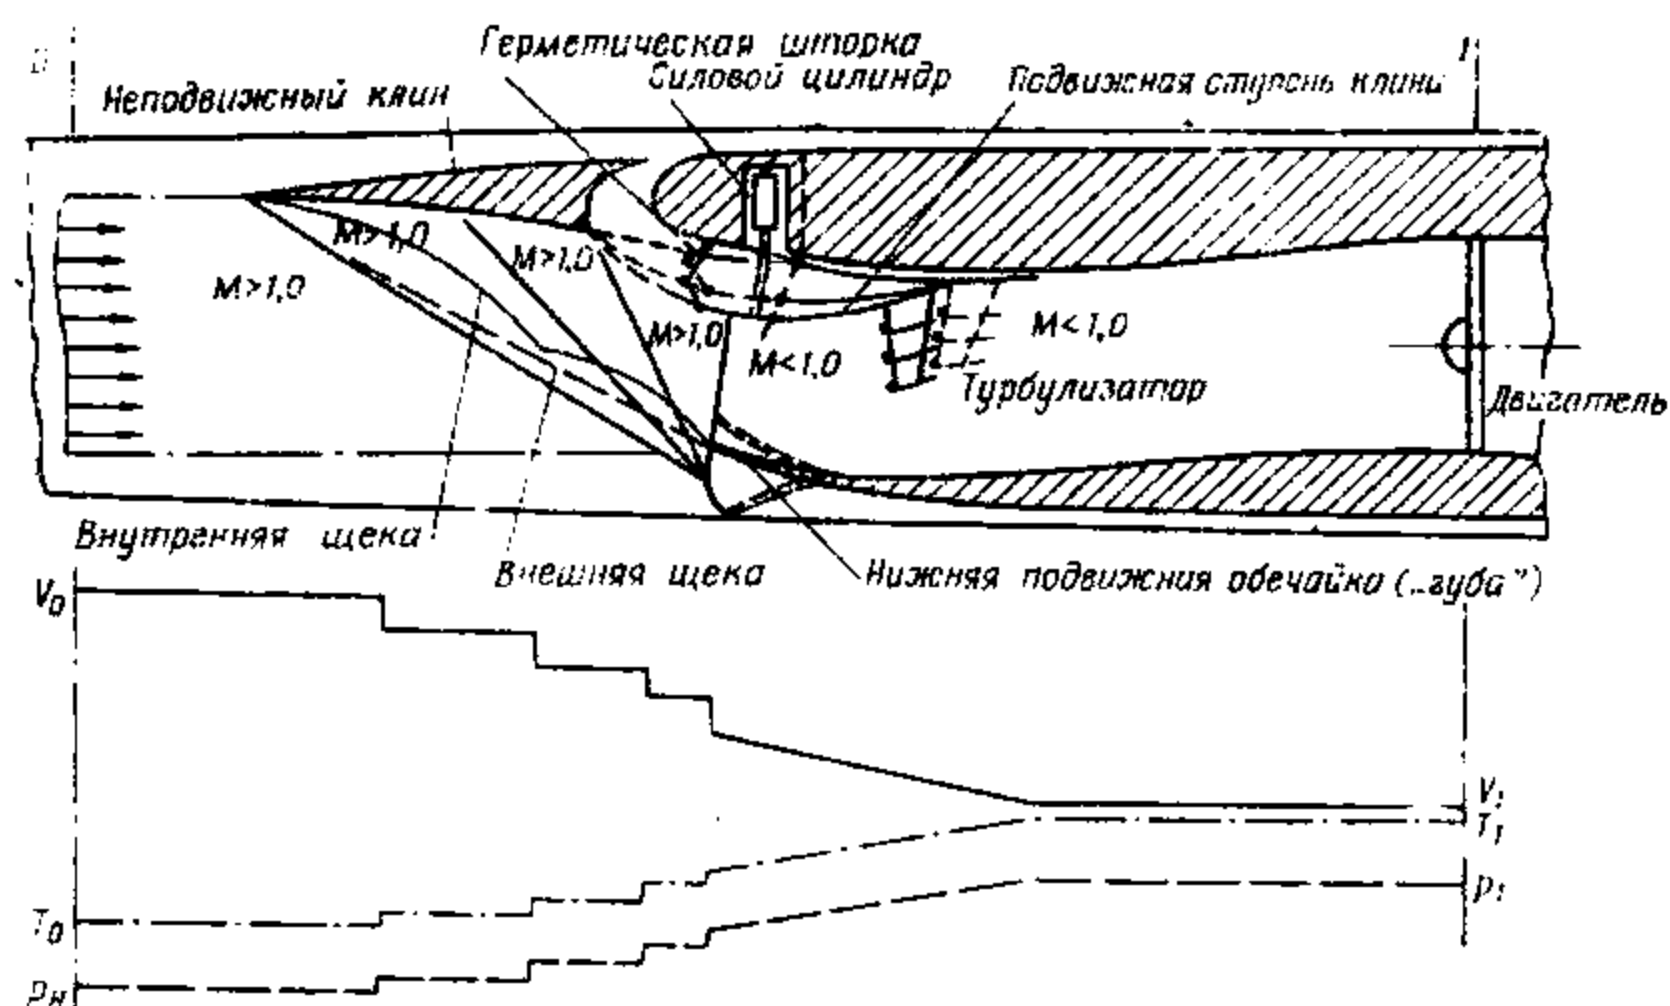 Герметическая шторка
Силовой цилиндр
Подвижная ступень клина
I
Неподвижный клин
M>1,0
M>1,0
M>1,0
M>1,0
M<1,0
M<1,0
Турбулизатор
Двигатель
Внутренняя щека
Внешняя щека
Нижняя подвижная обечайка („губа”)
V₀
V₁
T₁
p₁
T₀
pн